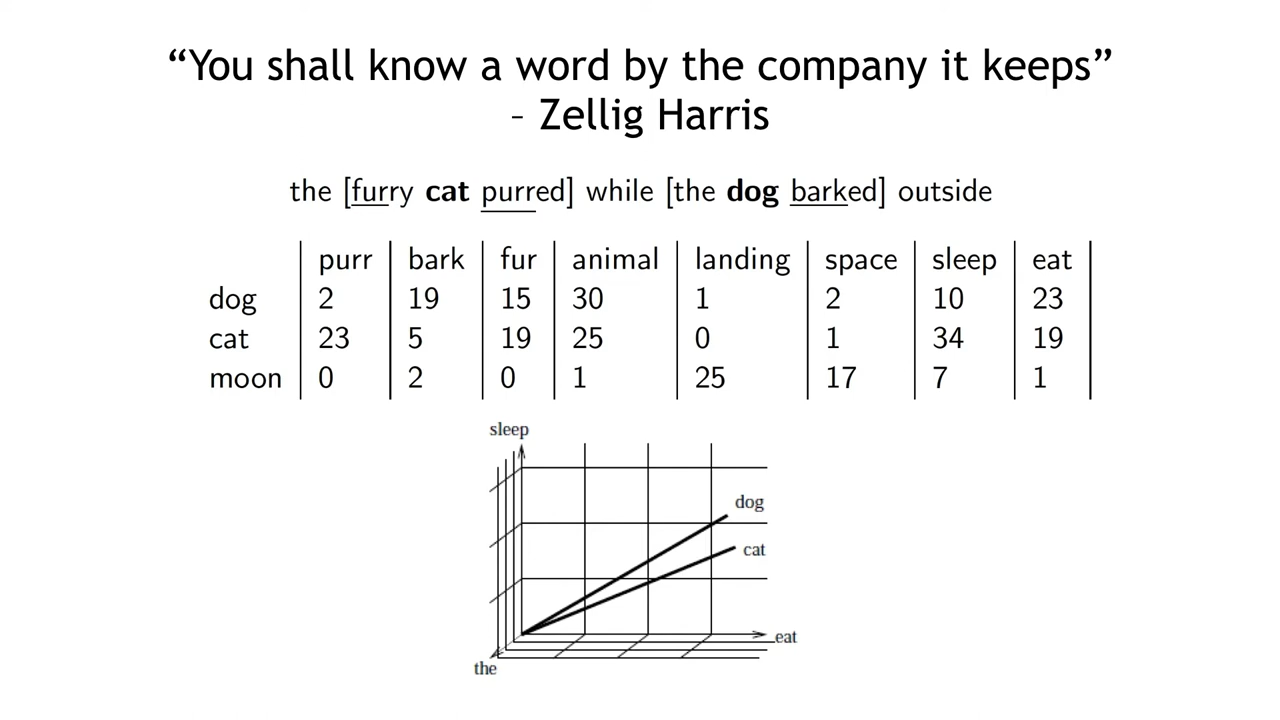 “You shall know a word by the company it keeps”
– Zellig Harris
the [furry cat purred] while [the dog barked] outside
purr bark fur animal landing space sleep eat
dog 2 19 15 30 1 2 10 23
cat 23 5 19 25 0 1 34 19
moon 0 2 0 1 25 17 7 1
sleep
dog
cat
eat
the